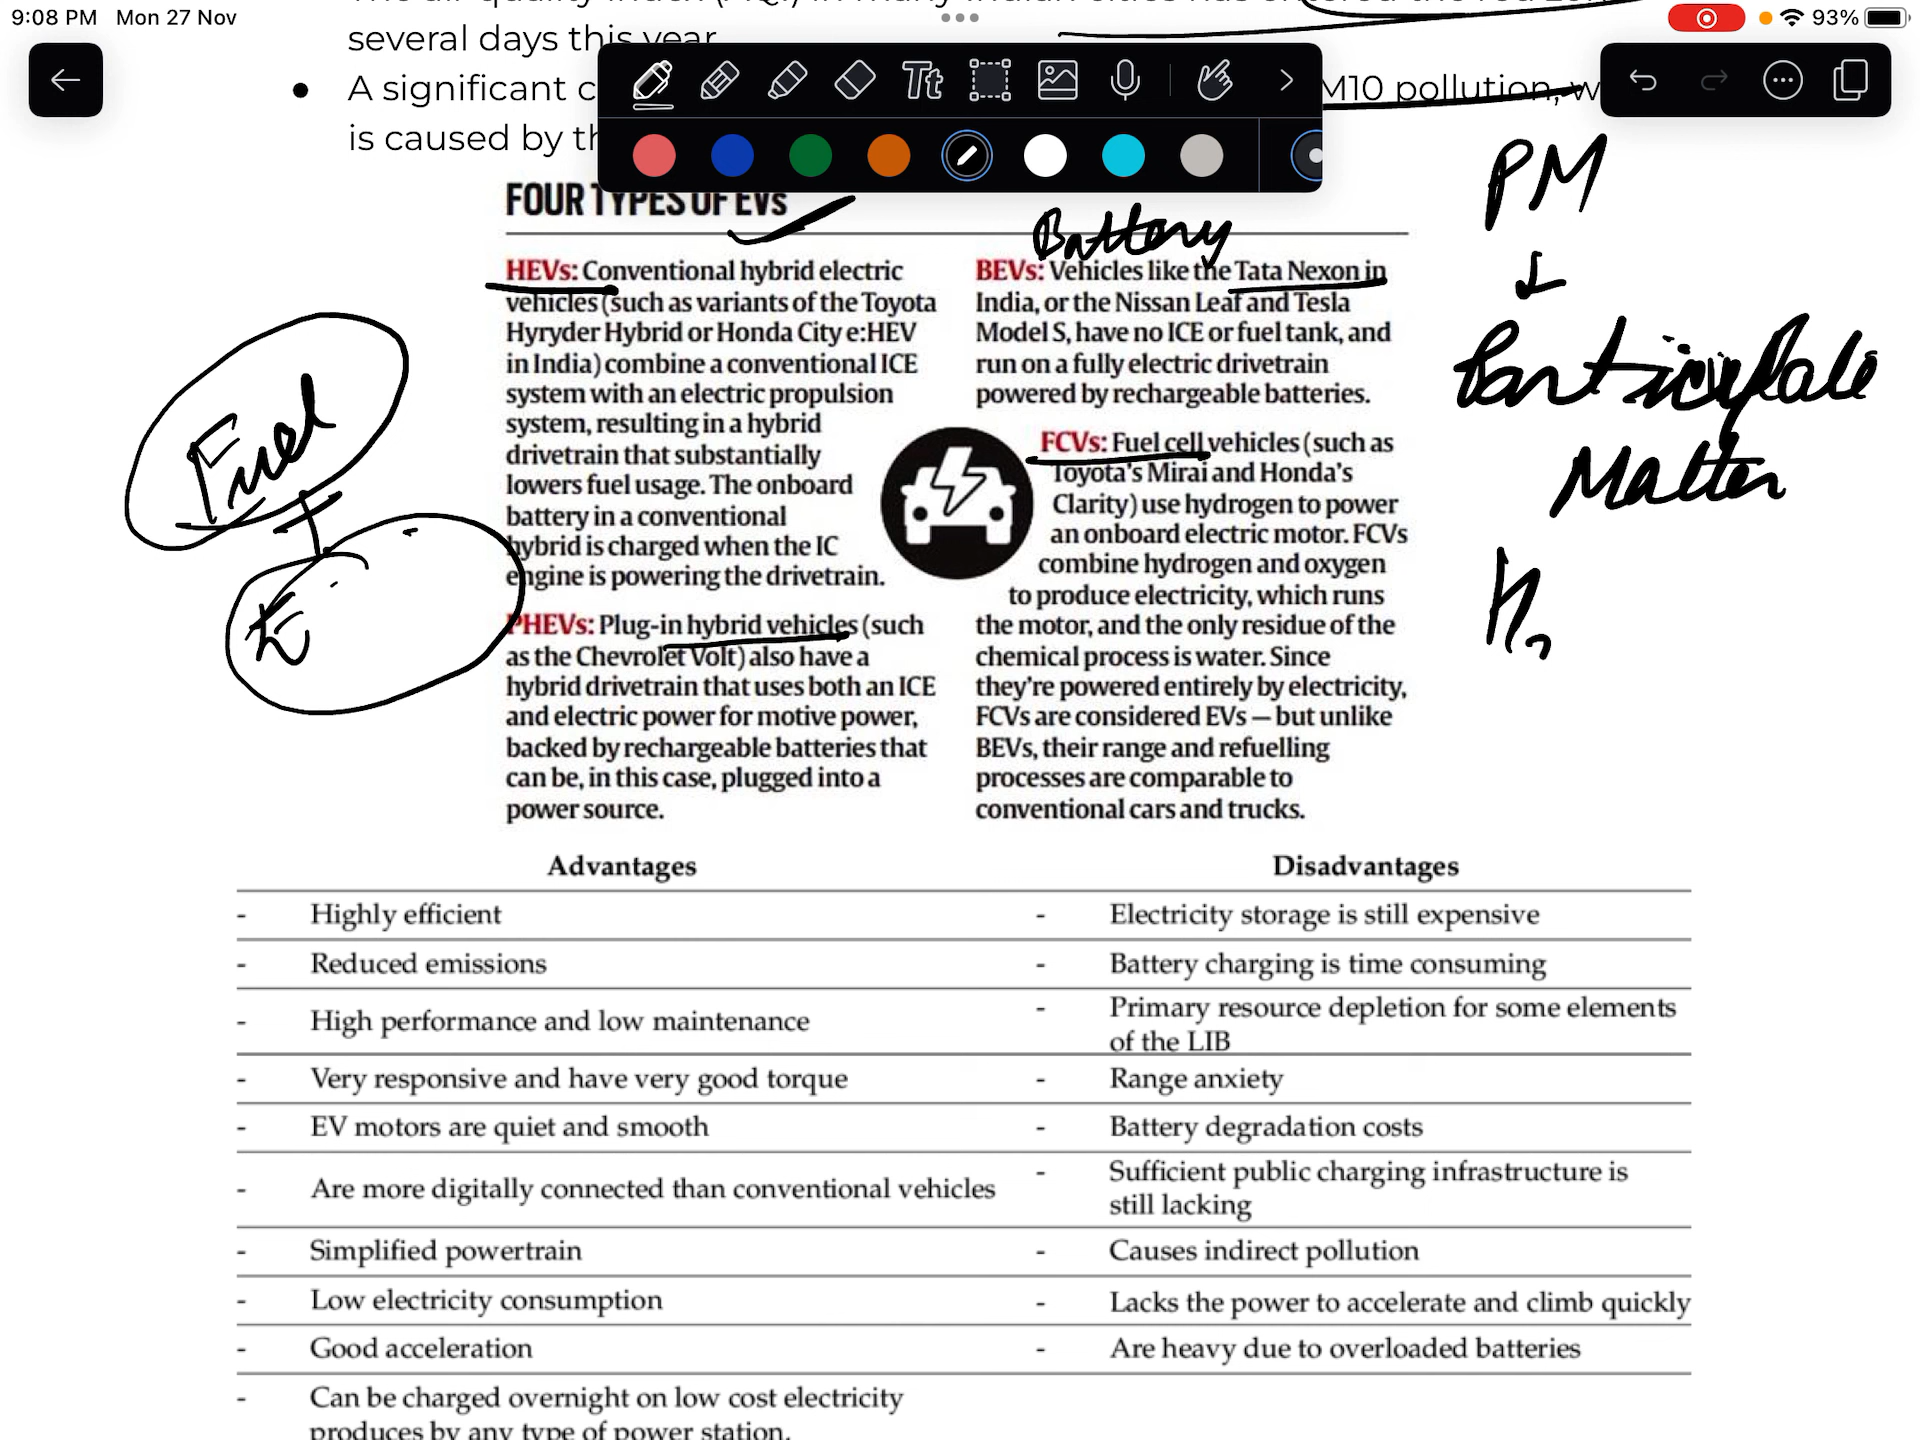 9:08 PM Mon 27 Nov
93%
several days this year
A significant c
M10 pollution, w
is caused by th
PM
Particulate
Matter
H2
Fuel
E
FOUR TYPES OF EVs
Battery
HEVs: Conventional hybrid electric
vehicles (such as variants of the Toyota
Hyryder Hybrid or Honda City e:HEV
in India) combine a conventional ICE
system with an electric propulsion
system, resulting in a hybrid
drivetrain that substantially
lowers fuel usage. The onboard
battery in a conventional
hybrid is charged when the IC
engine is powering the drivetrain.
PHEVs: Plug-in hybrid vehicles (such
as the Chevrolet Volt) also have a
hybrid drivetrain that uses both an ICE
and electric power for motive power,
backed by rechargeable batteries that
can be, in this case, plugged into a
power source.
BEVs: Vehicles like the Tata Nexon in
India, or the Nissan Leaf and Tesla
Model S, have no ICE or fuel tank, and
run on a fully electric drivetrain
powered by rechargeable batteries.
FCVs: Fuel cell vehicles (such as
Toyota's Mirai and Honda's
Clarity) use hydrogen to power
an onboard electric motor. FCVs
combine hydrogen and oxygen
to produce electricity, which runs
the motor, and the only residue of the
chemical process is water. Since
they're powered entirely by electricity,
FCVs are considered EVs — but unlike
BEVs, their range and refuelling
processes are comparable to
conventional cars and trucks.
Advantages Disadvantages
- Highly efficient - Electricity storage is still expensive
- Reduced emissions - Battery charging is time consuming
- High performance and low maintenance - Primary resource depletion for some elements
of the LIB
- Very responsive and have very good torque - Range anxiety
- EV motors are quiet and smooth - Battery degradation costs
- Are more digitally connected than conventional vehicles - Sufficient public charging infrastructure is
still lacking
- Simplified powertrain - Causes indirect pollution
- Low electricity consumption - Lacks the power to accelerate and climb quickly
- Good acceleration - Are heavy due to overloaded batteries
- Can be charged overnight on low cost electricity
produces by any type of power station.